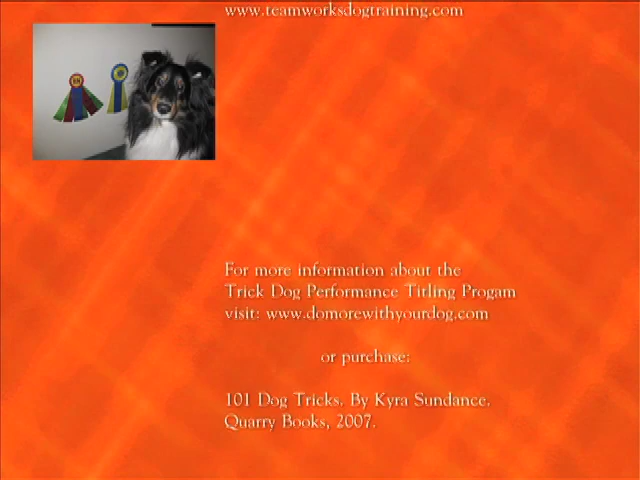 www.teamworksdogtraining.com
For more information about the
Trick Dog Performance Titling Progam
visit: www.domorewithyourdog.com
or purchase:
101 Dog Tricks. By Kyra Sundance.
Quarry Books, 2007.